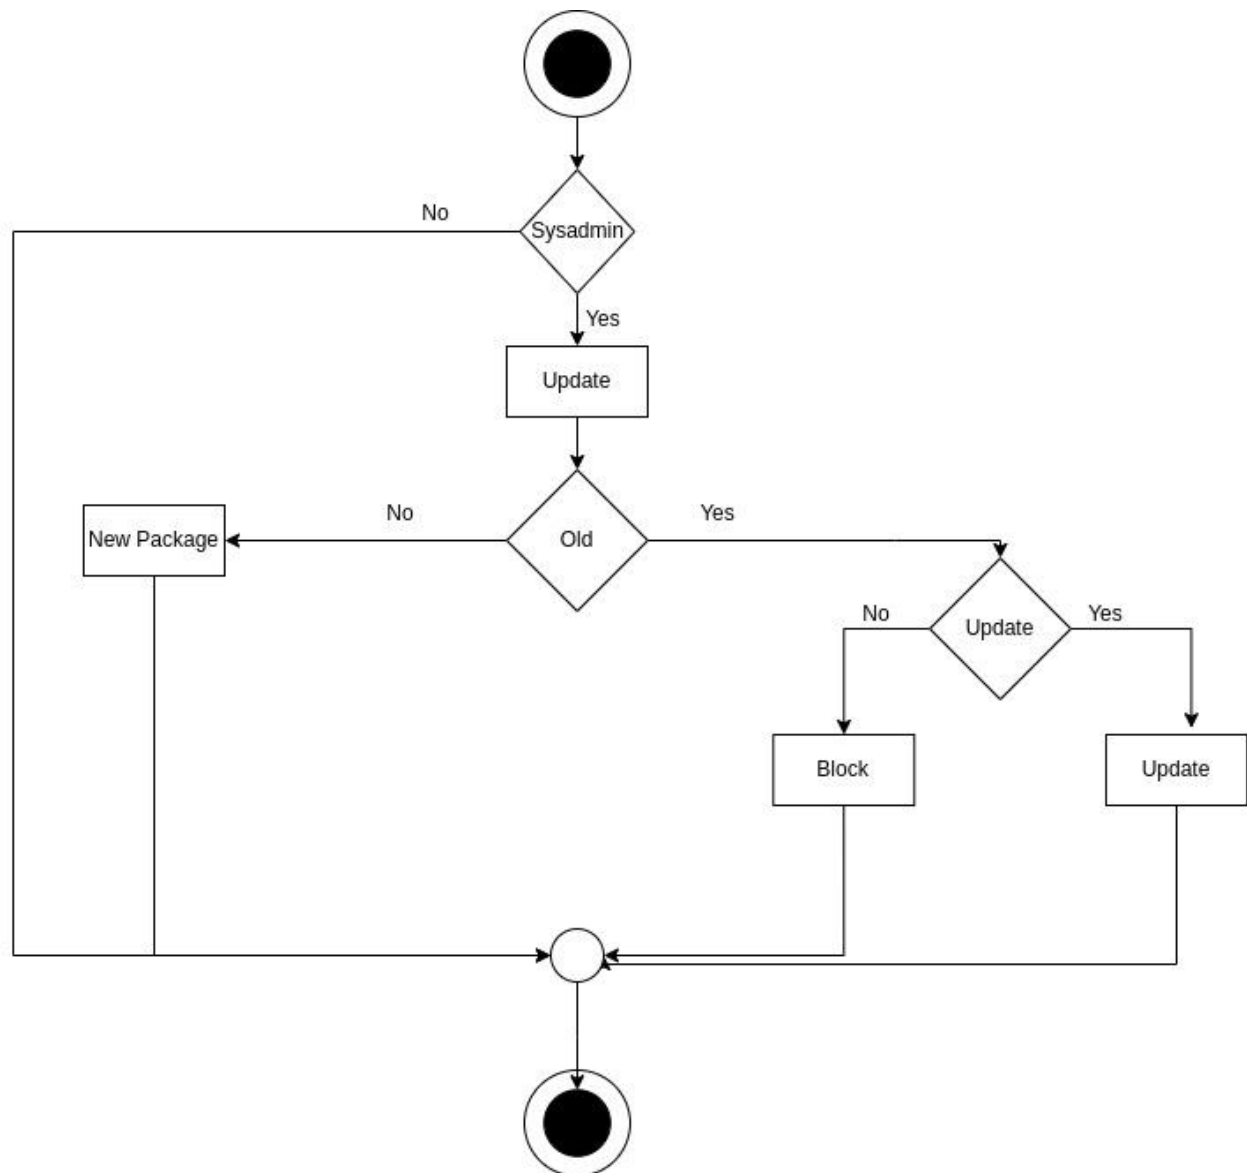 No
Sysadmin
Yes
Update
No
Yes
New Package
Old
No
Update
Yes
Block
Update